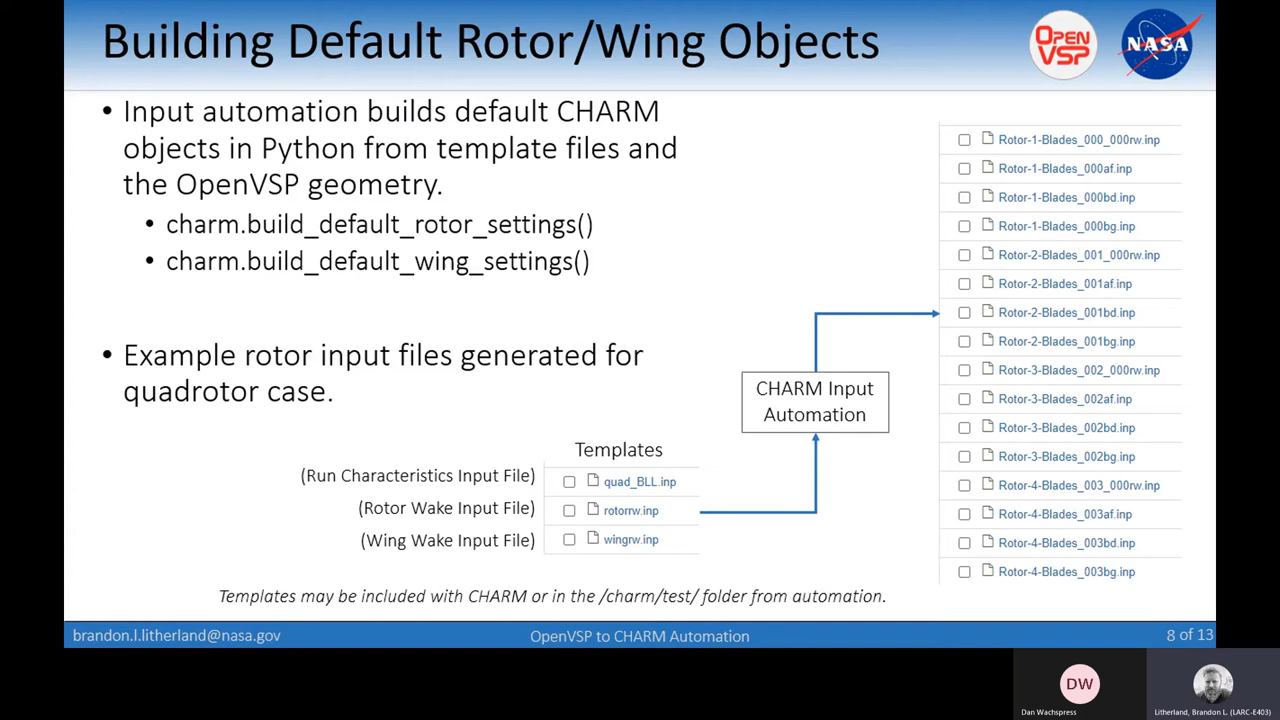 Building Default Rotor/Wing Objects
OPEN
VSP
NASA
• Input automation builds default CHARM
objects in Python from template files and
the OpenVSP geometry.
• charm.build_default_rotor_settings()
• charm.build_default_wing_settings()
• Example rotor input files generated for
quadrotor case.
Templates
(Run Characteristics Input File)
quad_BLL.inp
(Rotor Wake Input File)
rotorrw.inp
(Wing Wake Input File)
wingrw.inp
CHARM Input
Automation
Rotor-1-Blades_000_000rw.inp
Rotor-1-Blades_000af.inp
Rotor-1-Blades_000bd.inp
Rotor-1-Blades_000bg.inp
Rotor-2-Blades_001_000rw.inp
Rotor-2-Blades_001af.inp
Rotor-2-Blades_001bd.inp
Rotor-2-Blades_001bg.inp
Rotor-3-Blades_002_000rw.inp
Rotor-3-Blades_002af.inp
Rotor-3-Blades_002bd.inp
Rotor-3-Blades_002bg.inp
Rotor-4-Blades_003_000rw.inp
Rotor-4-Blades_003af.inp
Rotor-4-Blades_003bd.inp
Rotor-4-Blades_003bg.inp
Templates may be included with CHARM or in the /charm/test/ folder from automation.
brandon.l.litherland@nasa.gov
OpenVSP to CHARM Automation
8 of 13
DW
Dan Wachspress
Litherland, Brandon L. (LARC-E403)